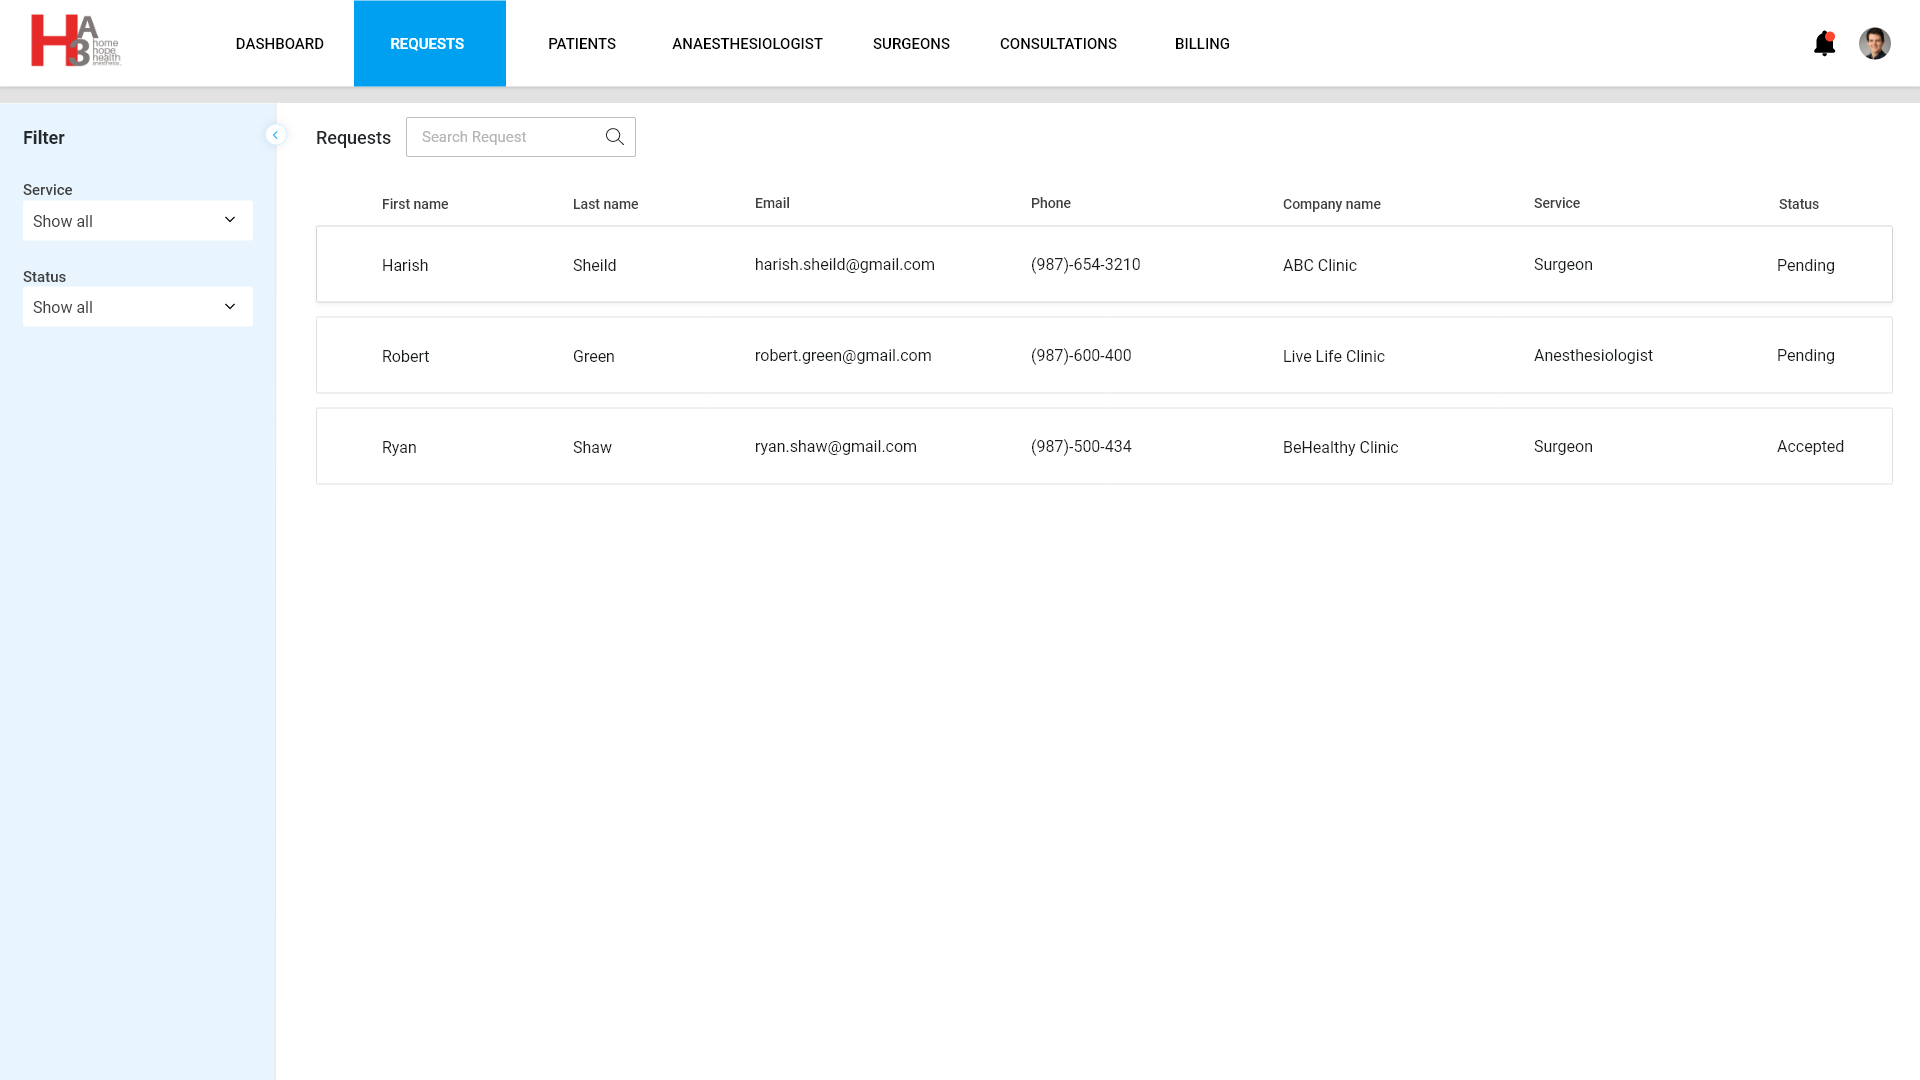 HA3 home hope health anesthesia.
DASHBOARD REQUESTS PATIENTS ANAESTHESIOLOGIST SURGEONS CONSULTATIONS BILLING
Filter
Service
Show all
Status
Show all
Requests Search Request
First name Last name Email Phone Company name Service Status
Harish Sheild harish.sheild@gmail.com (987)-654-3210 ABC Clinic Surgeon Pending
Robert Green robert.green@gmail.com (987)-600-400 Live Life Clinic Anesthesiologist Pending
Ryan Shaw ryan.shaw@gmail.com (987)-500-434 BeHealthy Clinic Surgeon Accepted